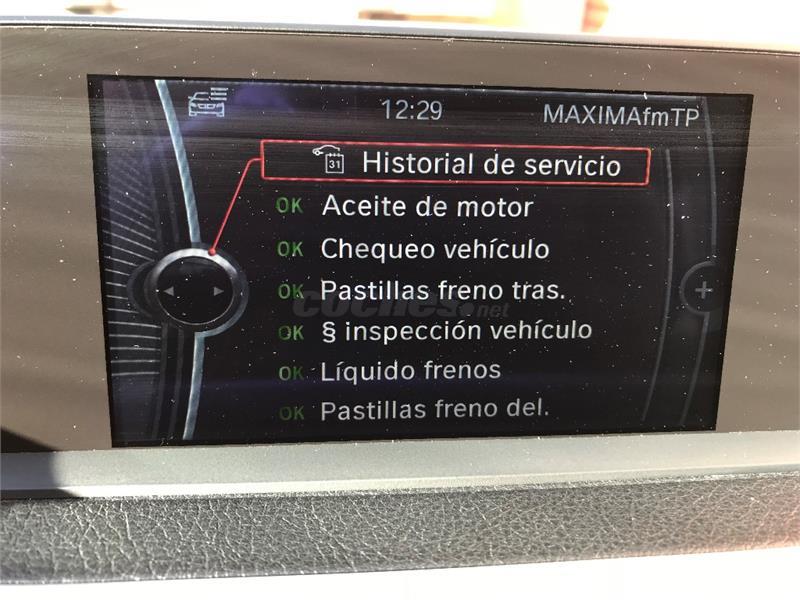 12:29 MAXIMAfmTP
31 Historial de servicio
OK Aceite de motor
OK Chequeo vehículo
OK Pastillas freno tras.
coches.net
OK § inspección vehículo
OK Líquido frenos
OK Pastillas freno del.